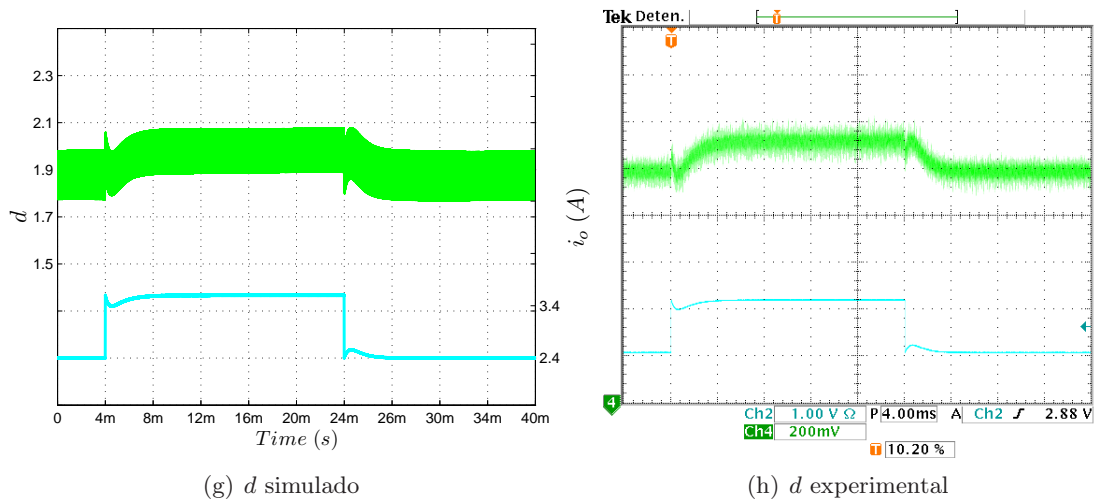 Tek Deten.
T
T
2.3
2.1
1.9
1.7
1.5
d
3.4
2.4
0 4m 8m 12m 16m 20m 24m 26m 30m 34m 40m
Time (s)
i_o (A)
4
Ch2 1.00 V Ω P 4.00ms A Ch2 ʃ 2.88 V
Ch4 200mV
T 10.20 %
(g) d simulado
(h) d experimental